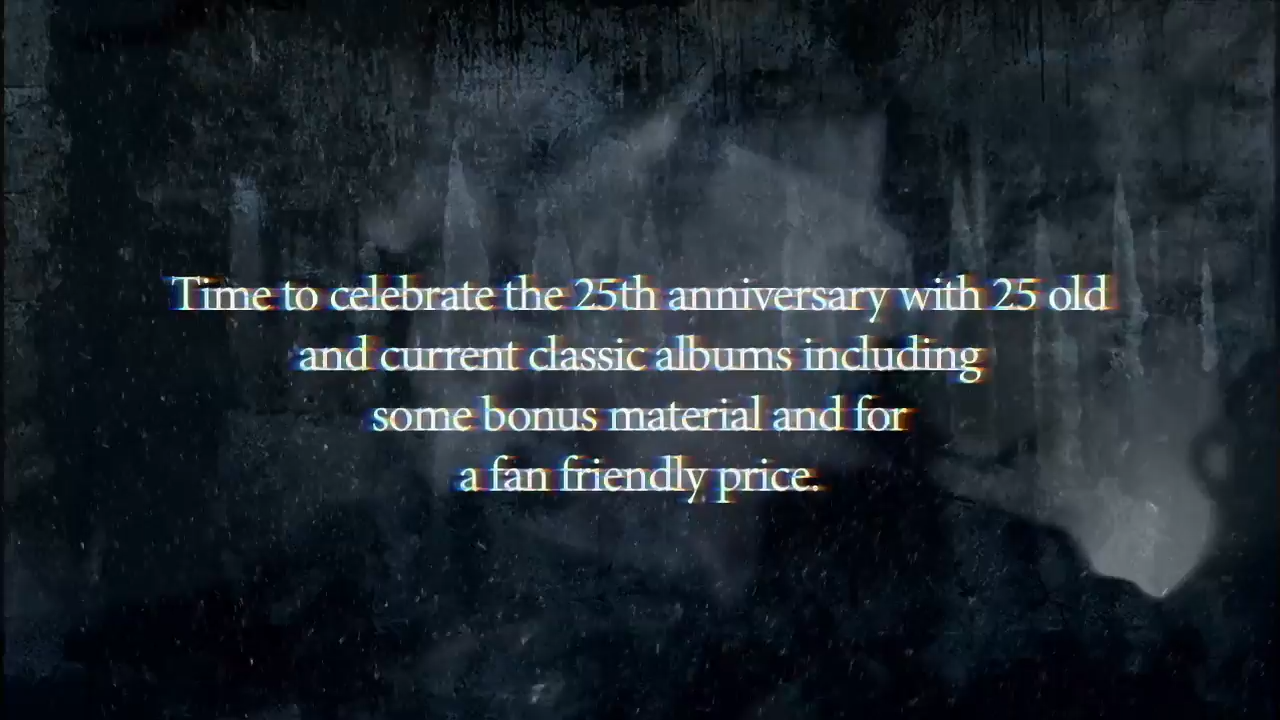 Time to celebrate the 25th anniversary with 25 old
and current classic albums including
some bonus material and for
a fan friendly price.